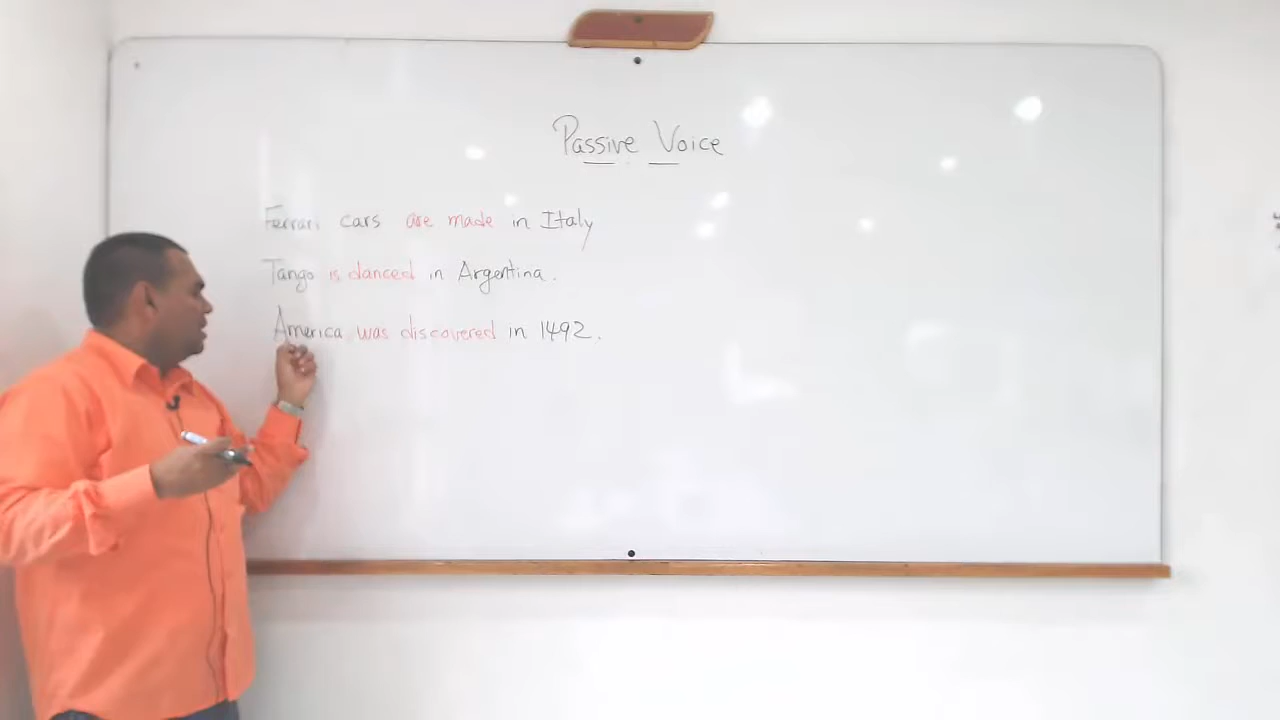 Passive Voice
Ferrari cars are made in Italy
Tango is danced in Argentina.
America was discovered in 1492.